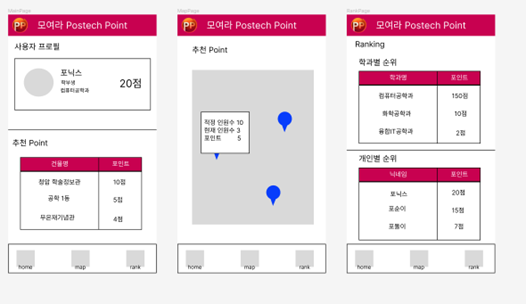 MainPage
PP 모여라 Postech Point
사용자 프로필
포닉스
학부생
컴퓨터공학과
20점
추천 Point
건물명 포인트
청암 학술정보관 10점
공학 1동 5점
무은재기념관 4점
home map rank
MapPage
PP 모여라 Postech Point
추천 Point
적정 인원수 10
현재 인원수 3
포인트 5
home map rank
RankPage
PP 모여라 Postech Point
Ranking
학과별 순위
학과명 포인트
컴퓨터공학과 150점
화학공학과 10점
융합IT공학과 2점
개인별 순위
닉네임 포인트
포닉스 20점
포순이 15점
포돌이 7점
home map rank